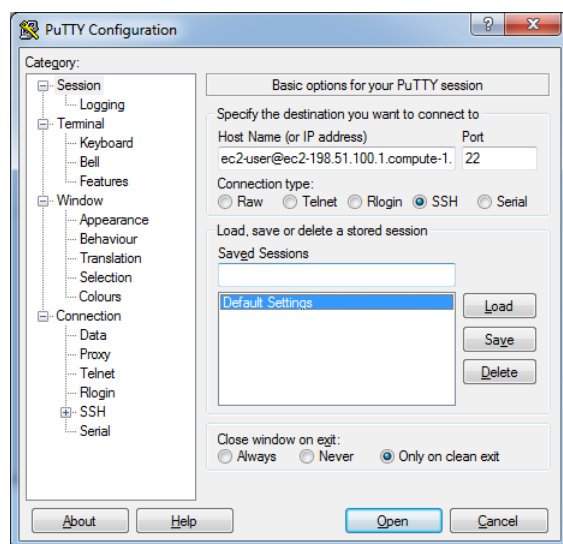 PuTTY Configuration
?
X
Category:
Session
Logging
Terminal
Keyboard
Bell
Features
Window
Appearance
Behaviour
Translation
Selection
Colours
Connection
Data
Proxy
Telnet
Rlogin
SSH
Serial
Basic options for your PuTTY session
Specify the destination you want to connect to
Host Name (or IP address) Port
ec2-user@ec2-198.51.100.1.compute-1. 22
Connection type:
Raw Telnet Rlogin SSH Serial
Load, save or delete a stored session
Saved Sessions
Default Settings
Load
Save
Delete
Close window on exit:
Always Never Only on clean exit
About Help Open Cancel